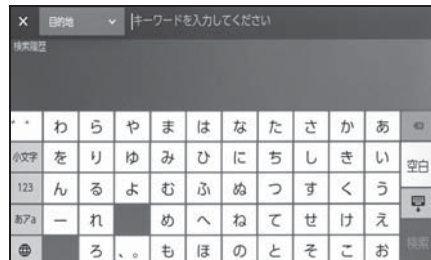 × 目的地 キーワードを入力してください
検索履歴
゛゜ わ ら や ま は な た さ か あ
小文字 を り ゆ み ひ に ち し き い 空白
123 ん る よ む ふ ぬ つ す く う
あ7a ー れ め へ ね て せ け え
ろ 、。 も ほ の と そ こ お 検索